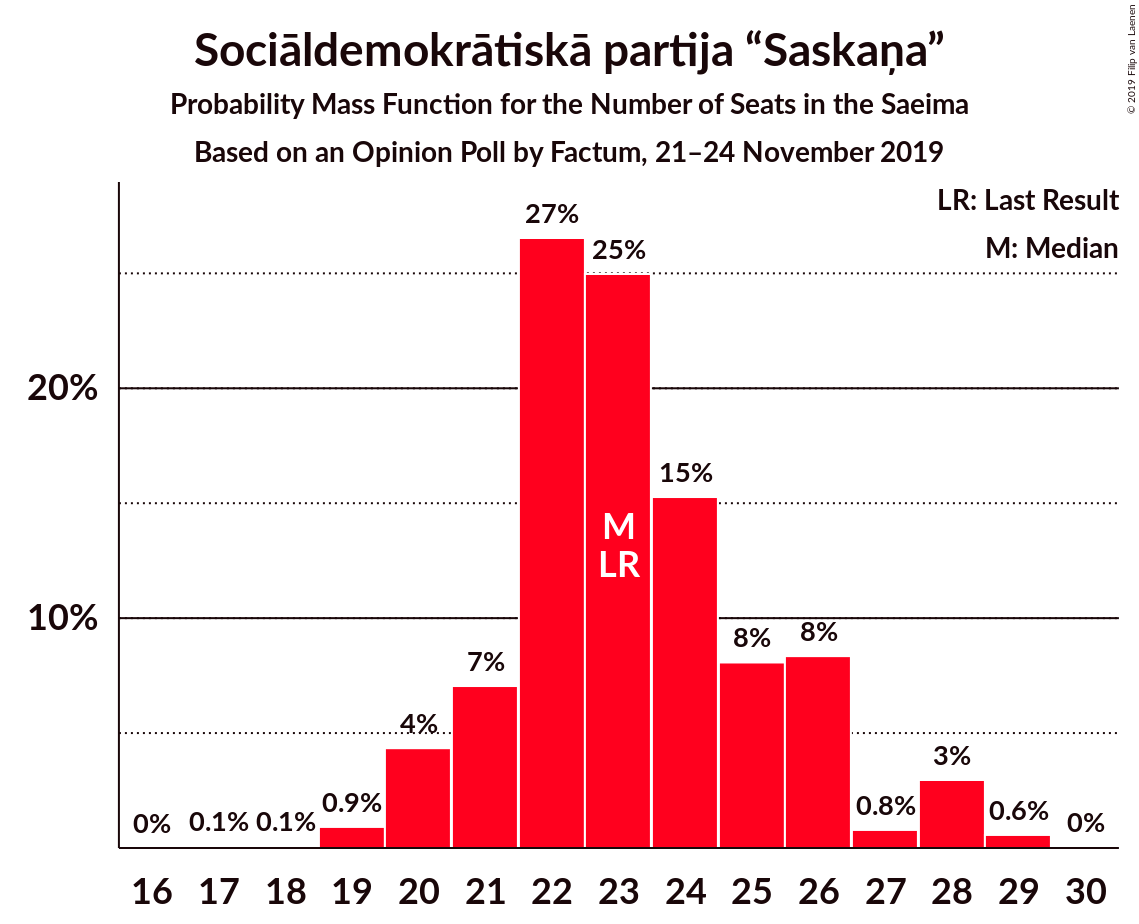 Sociāldemokrātiskā partija “Saskaņa”
Probability Mass Function for the Number of Seats in the Saeima
Based on an Opinion Poll by Factum, 21–24 November 2019
© 2019 Filip van Laenen
LR: Last Result
M: Median
27%
25%
20%
15%
M
LR
10%
8%
8%
7%
4%
3%
0.9%
0.8%
0.6%
0%
0.1%
0.1%
0%
16 17 18 19 20 21 22 23 24 25 26 27 28 29 30